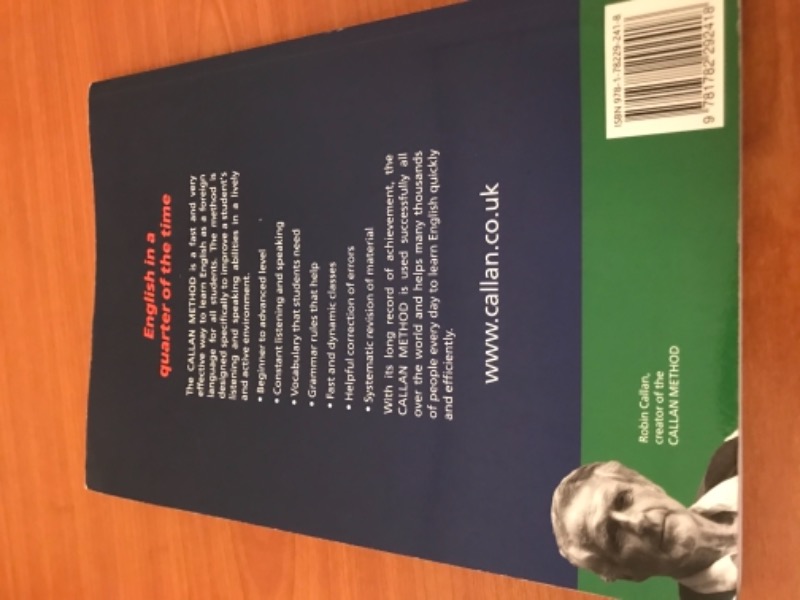 English in a
quarter of the time
The CALLAN METHOD is a fast and very
effective way to learn English as a foreign
language for all students. The method is
designed specifically to improve a student's
listening and speaking abilities in a lively
and active environment.
• Beginner to advanced level
• Constant listening and speaking
• Vocabulary that students need
• Grammar rules that help
• Fast and dynamic classes
• Helpful correction of errors
• Systematic revision of material
With its long record of achievement, the
CALLAN METHOD is used successfully all
over the world and helps many thousands
of people every day to learn English quickly
and efficiently.
www.callan.co.uk
Robin Callan,
creator of the
CALLAN METHOD
ISBN 978-1-78229-241-8
9 781782 292418